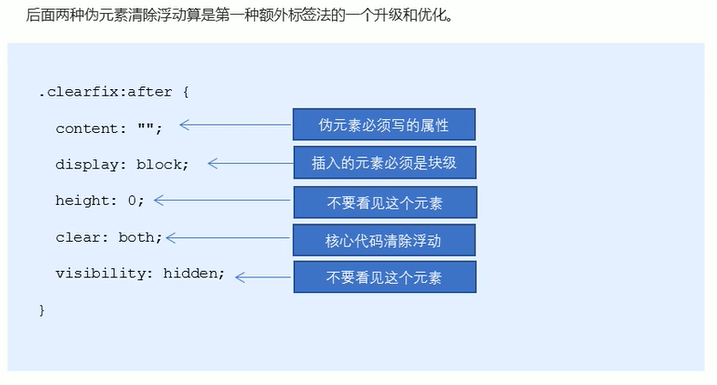 后面两种伪元素清除浮动算是第一种额外标签法的一个升级和优化。
.clearfix:after {
content: ""; 伪元素必须写的属性
display: block; 插入的元素必须是块级
height: 0; 不要看见这个元素
clear: both; 核心代码清除浮动
visibility: hidden; 不要看见这个元素
}